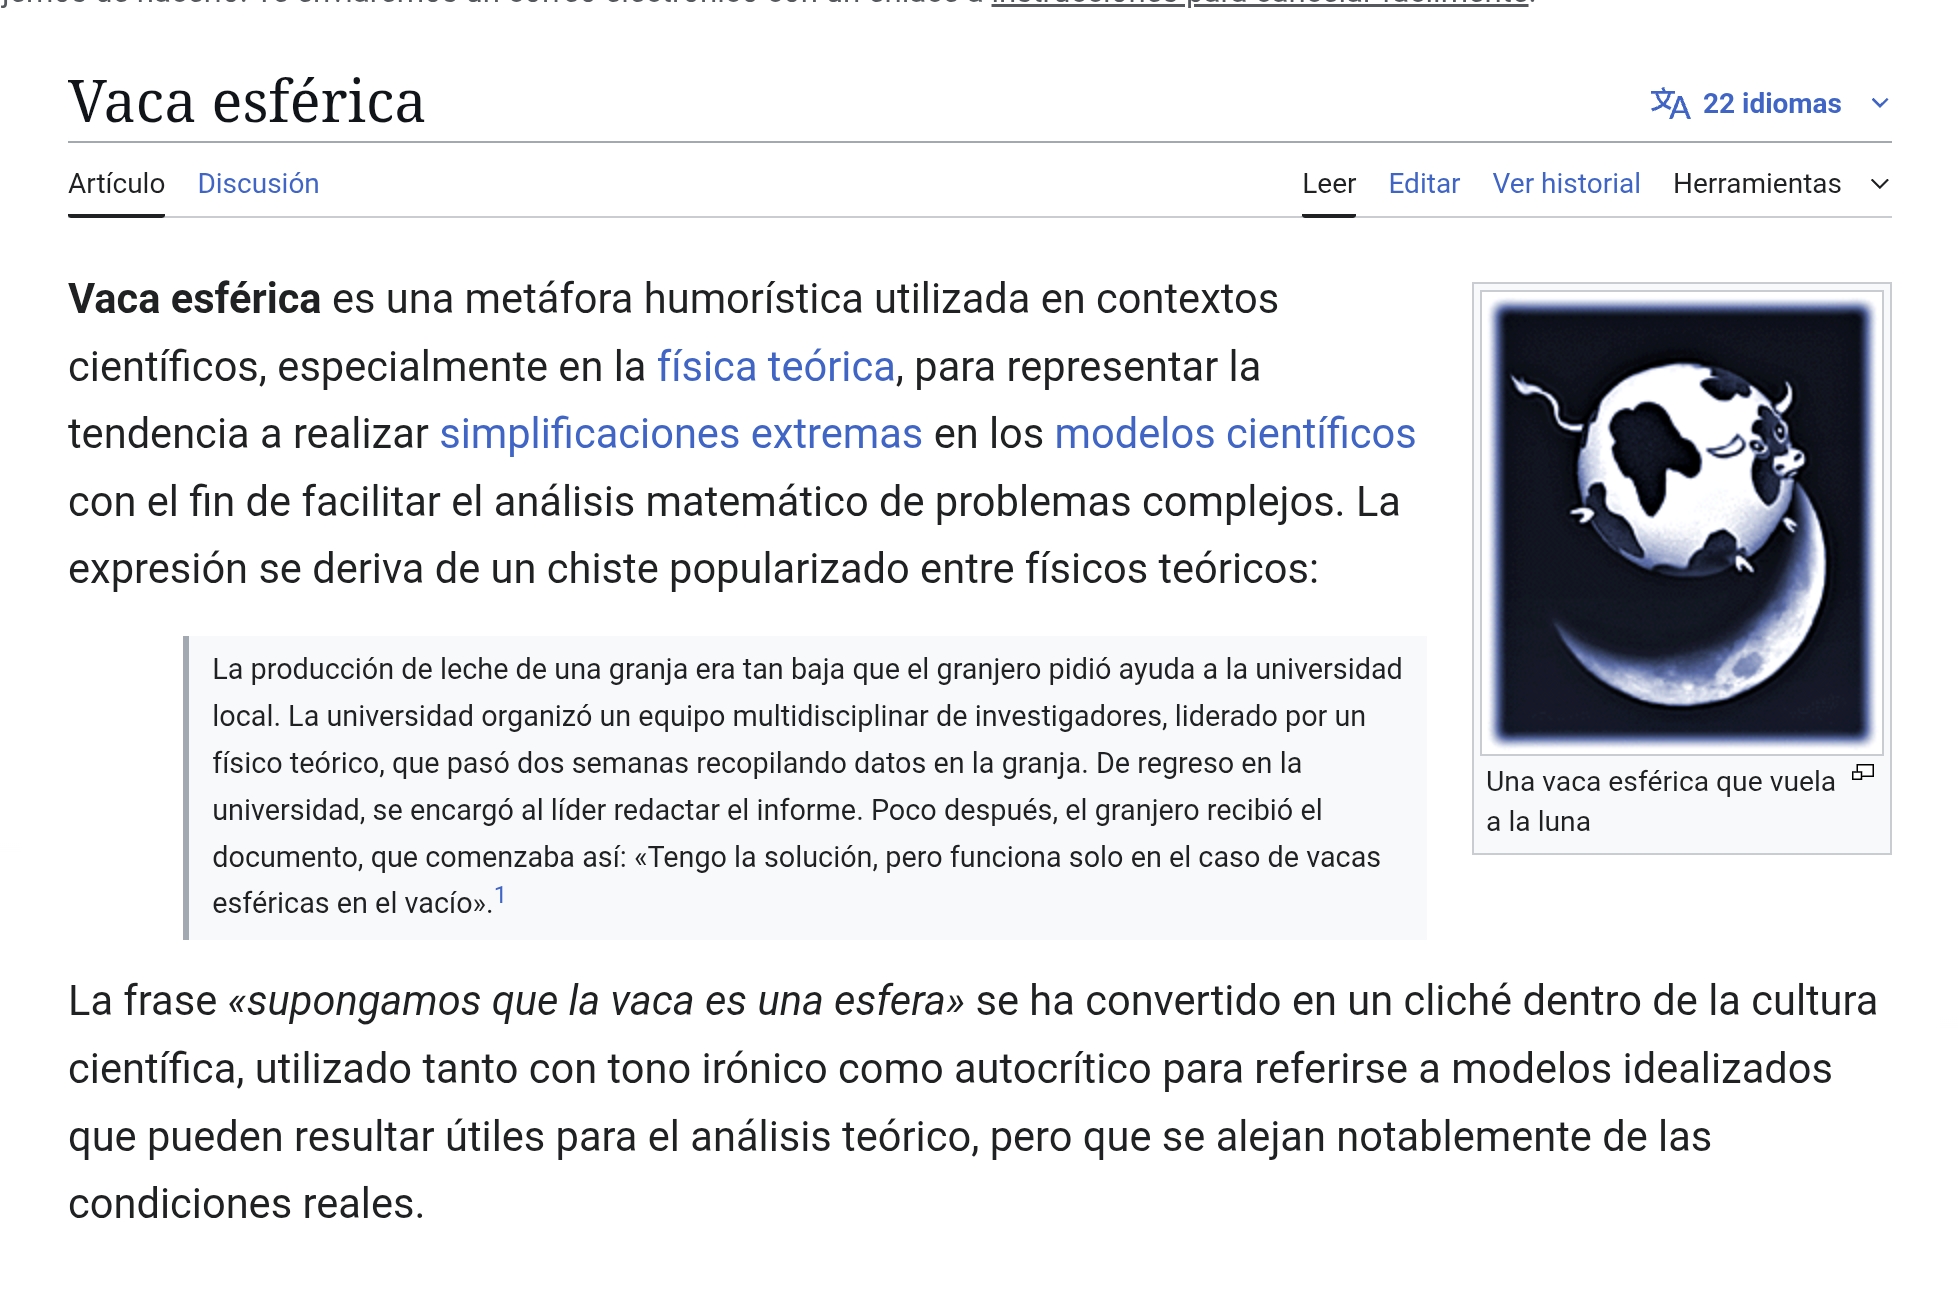 instrucciones para cancelar fácilmente.
Vaca esférica
22 idiomas
Artículo Discusión Leer Editar Ver historial Herramientas
Vaca esférica es una metáfora humorística utilizada en contextos
científicos, especialmente en la física teórica, para representar la
tendencia a realizar simplificaciones extremas en los modelos científicos
con el fin de facilitar el análisis matemático de problemas complejos. La
expresión se deriva de un chiste popularizado entre físicos teóricos:
La producción de leche de una granja era tan baja que el granjero pidió ayuda a la universidad
local. La universidad organizó un equipo multidisciplinar de investigadores, liderado por un
físico teórico, que pasó dos semanas recopilando datos en la granja. De regreso en la
universidad, se encargó al líder redactar el informe. Poco después, el granjero recibió el
documento, que comenzaba así: «Tengo la solución, pero funciona solo en el caso de vacas
esféricas en el vacío».1
Una vaca esférica que vuela
a la luna
La frase «supongamos que la vaca es una esfera» se ha convertido en un cliché dentro de la cultura
científica, utilizado tanto con tono irónico como autocrítico para referirse a modelos idealizados
que pueden resultar útiles para el análisis teórico, pero que se alejan notablemente de las
condiciones reales.